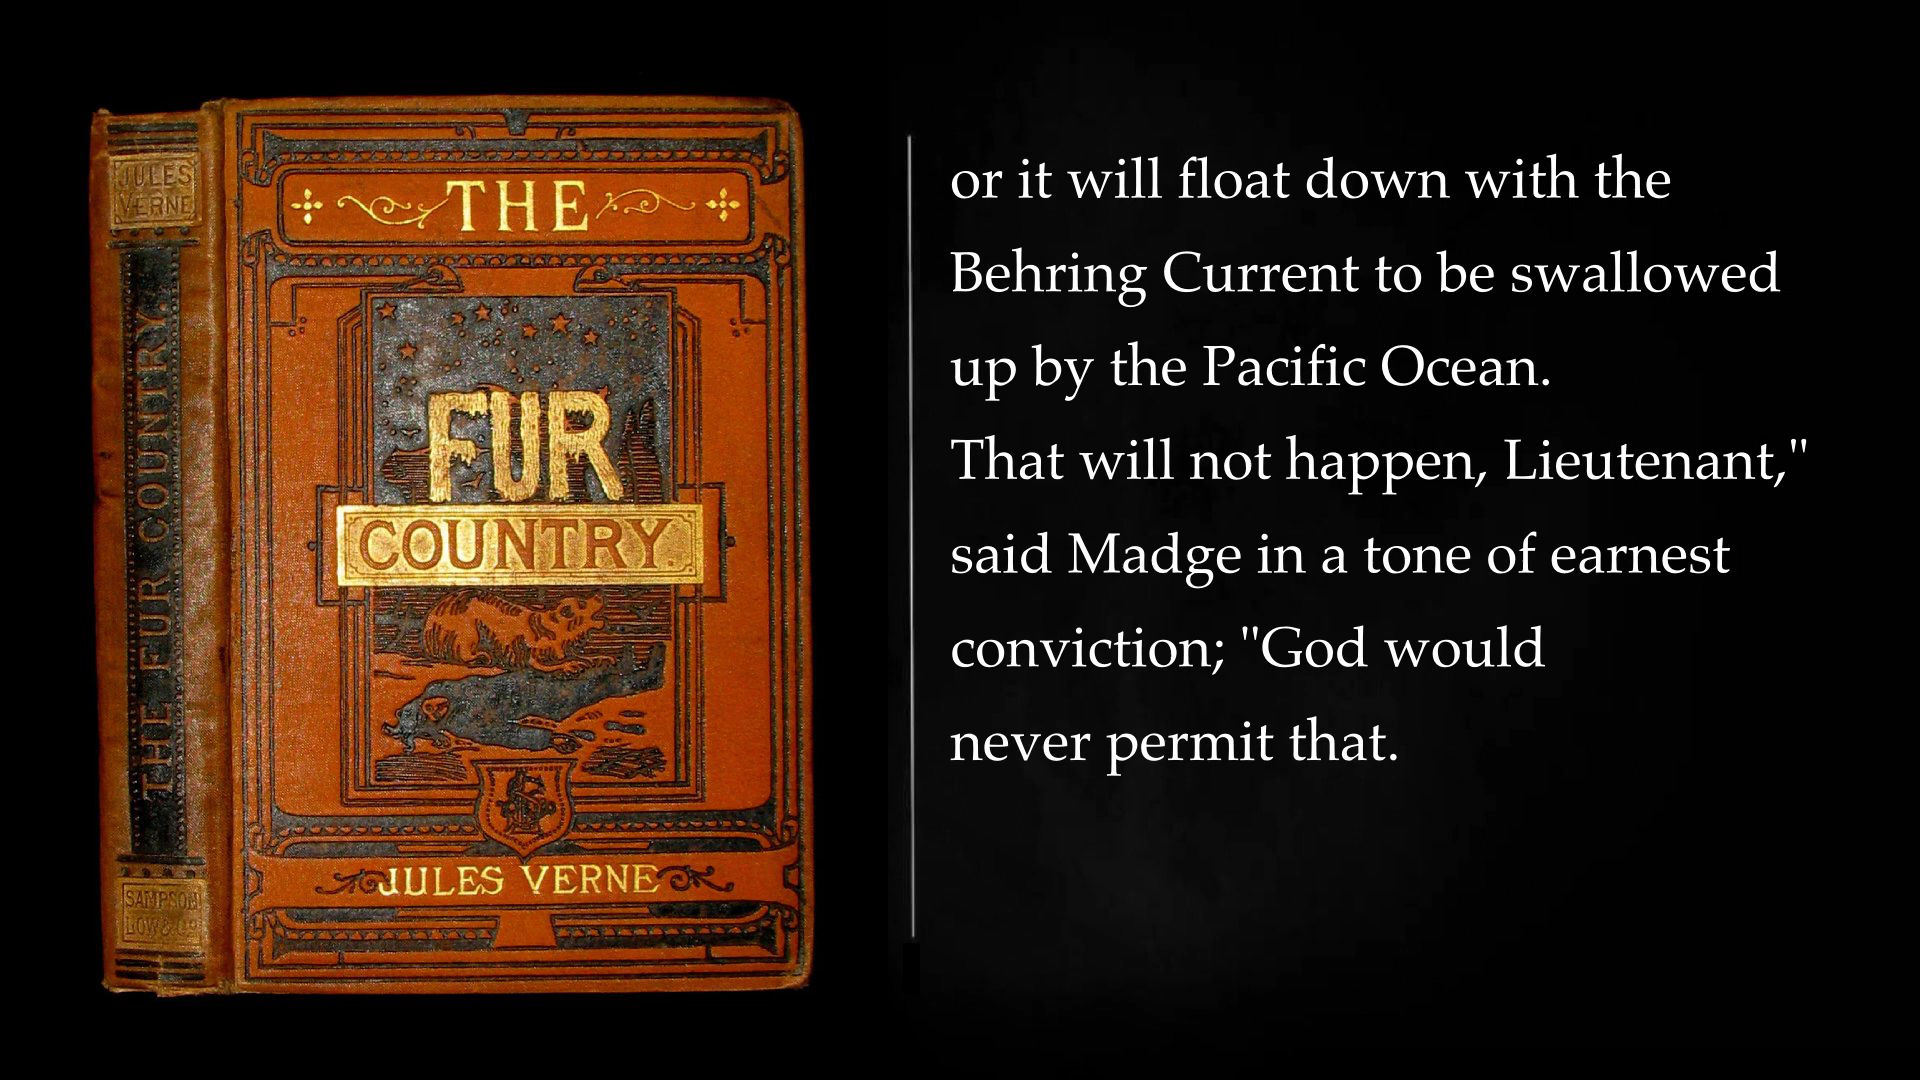 JULES
VERNE
THE FUR COUNTRY.
SAMPSON
LOW & Co
THE
FUR
COUNTRY.
JULES VERNE
or it will float down with the
Behring Current to be swallowed
up by the Pacific Ocean.
That will not happen, Lieutenant,"
said Madge in a tone of earnest
conviction; "God would
never permit that.